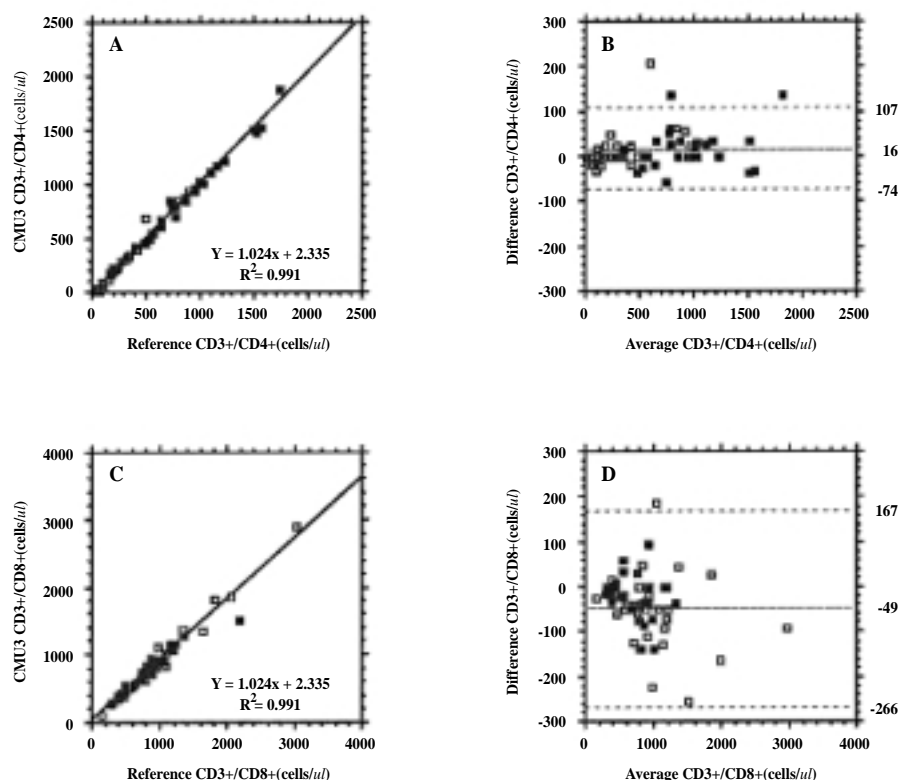 A
CMU3 CD3+/CD4+(cells/ul)
2500
2000
1500
1000
500
0
Y = 1.024x + 2.335
R2= 0.991
0 500 1000 1500 2000 2500
Reference CD3+/CD4+(cells/ul)
B
Difference CD3+/CD4+(cells/ul)
300
200
100
0
-100
-200
-300
107
16
-74
0 500 1000 1500 2000 2500
Average CD3+/CD4+(cells/ul)
C
CMU3 CD3+/CD8+(cells/ul)
4000
3000
2000
1000
0
Y = 1.024x + 2.335
R2= 0.991
0 1000 2000 3000 4000
Reference CD3+/CD8+(cells/ul)
D
Difference CD3+/CD8+(cells/ul)
300
200
100
0
-100
-200
-300
167
-49
-266
0 1000 2000 3000 4000
Average CD3+/CD8+(cells/ul)